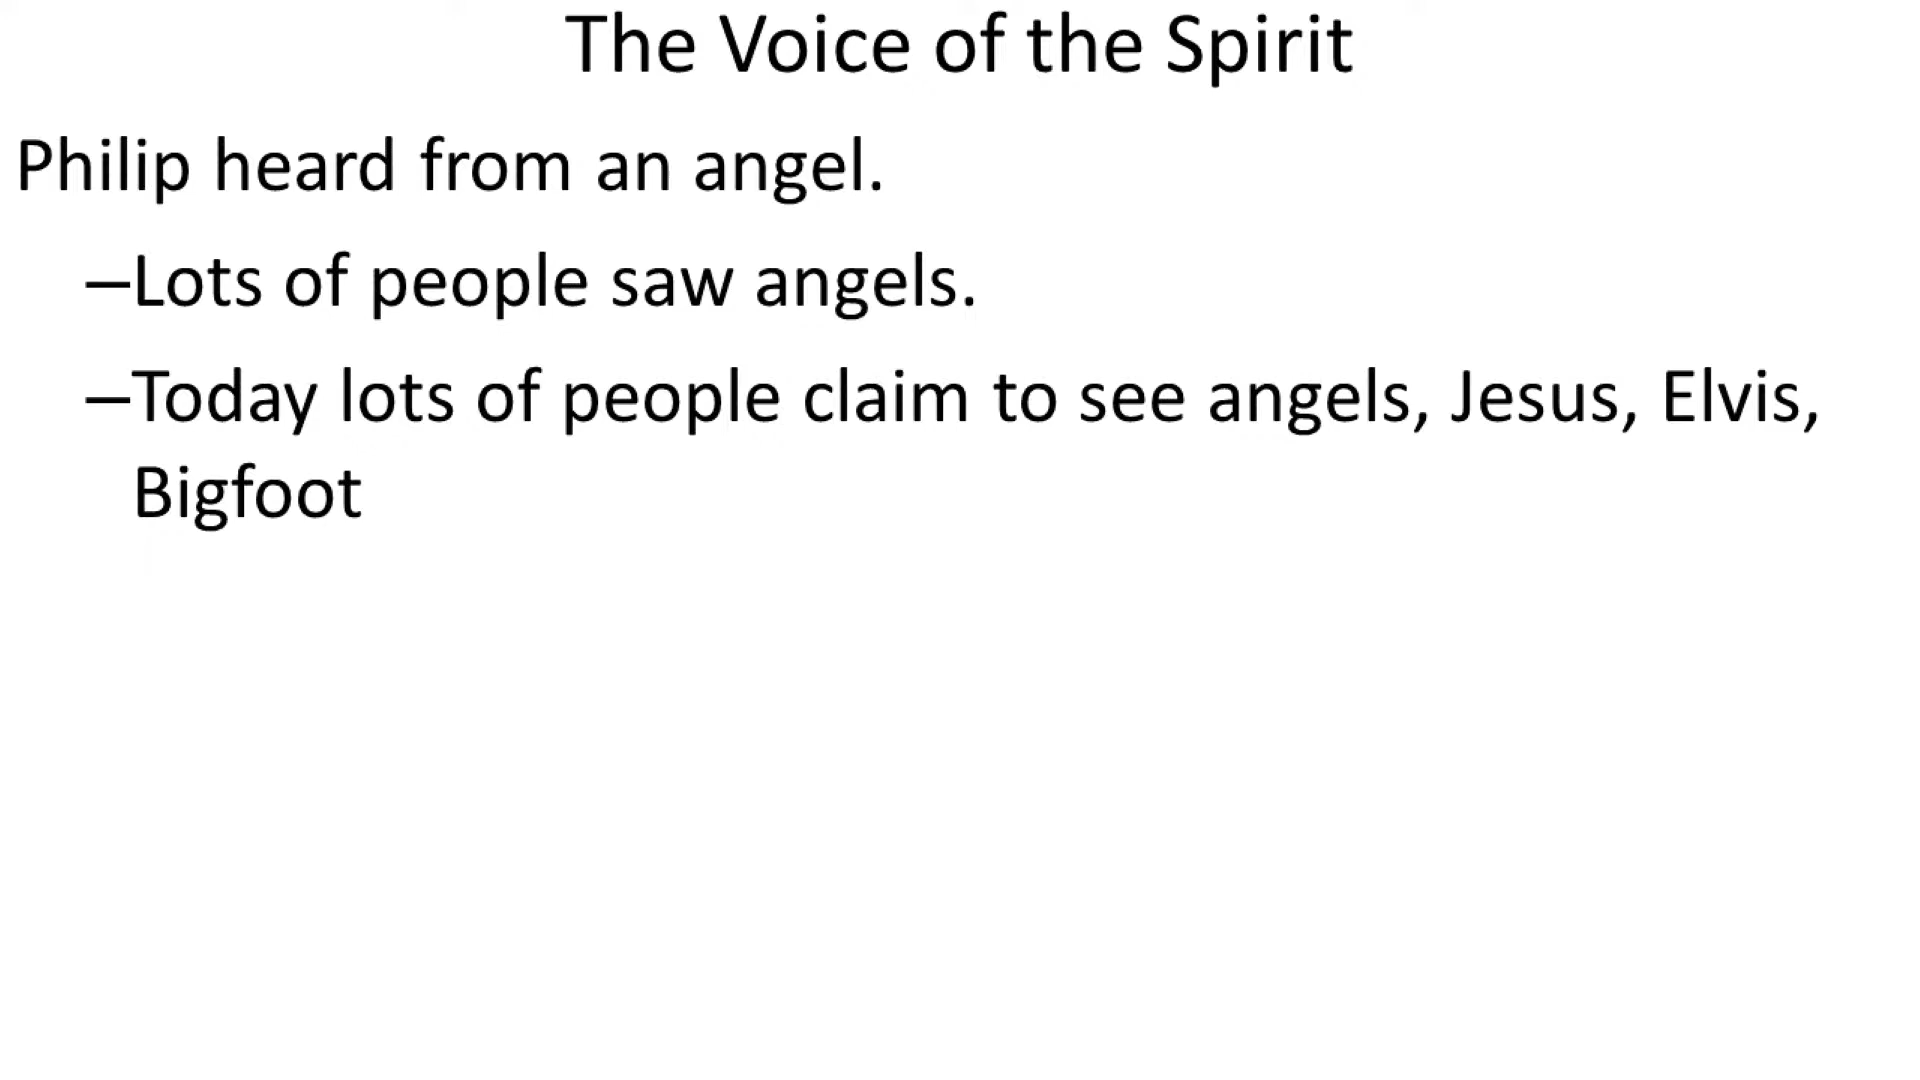 The Voice of the Spirit
Philip heard from an angel.
–Lots of people saw angels.
–Today lots of people claim to see angels, Jesus, Elvis,
Bigfoot